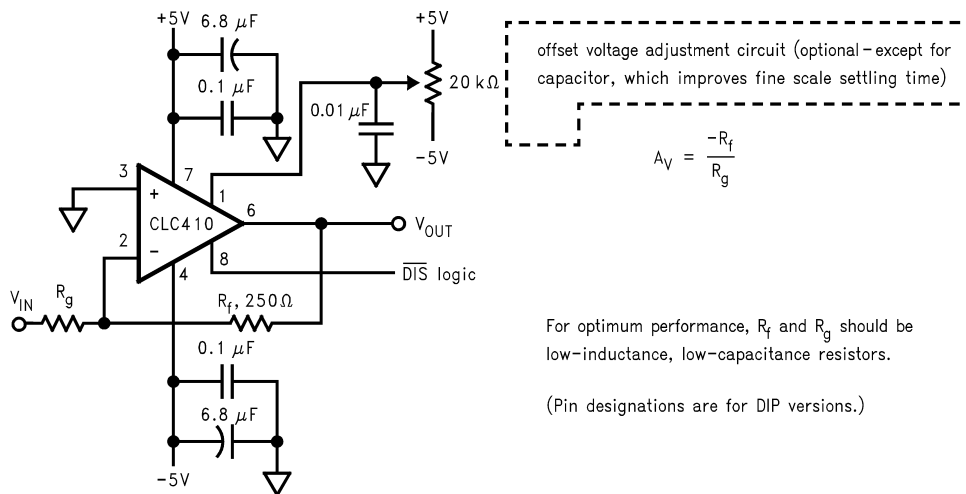 +5V
6.8 μF
0.1 μF
+5V
20 kΩ
0.01 μF
-5V
offset voltage adjustment circuit (optional-except for
capacitor, which improves fine scale settling time)
A_V = -R_f / R_g
3
7
1
+
CLC410
6
V_OUT
2
-
4
8
D̅I̅S̅ logic
V_IN
R_g
R_f, 250Ω
0.1 μF
6.8 μF
-5V
For optimum performance, R_f and R_g should be
low-inductance, low-capacitance resistors.
(Pin designations are for DIP versions.)